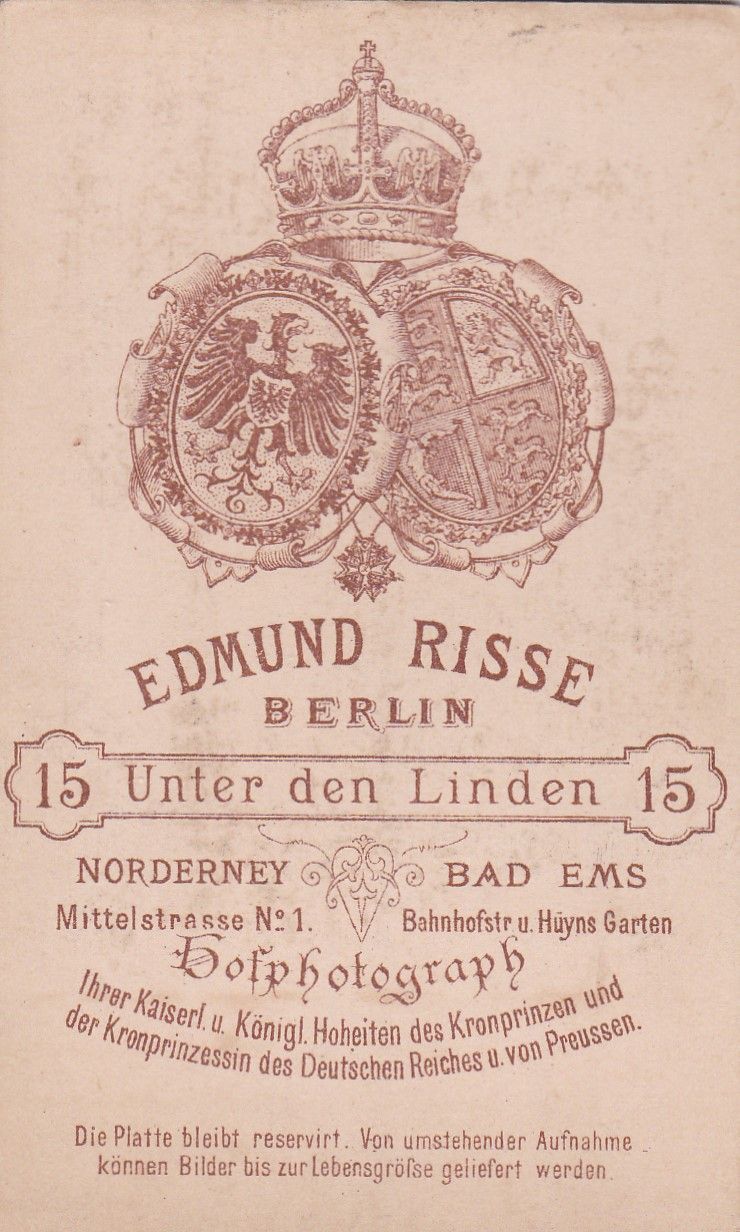 EDMUND RISSE
BERLIN
15 Unter den Linden 15
NORDERNEY BAD EMS
Mittelstrasse Nº 1. Bahnhofstr u. Hüyns Garten
Hofphotograph
Ihrer Kaiserl. u. Königl. Hoheiten des Kronprinzen und
der Kronprinzessin des Deutschen Reiches u. von Preussen.
Die Platte bleibt reservirt. Von umstehender Aufnahme
können Bilder bis zur Lebensgröſse geliefert werden.